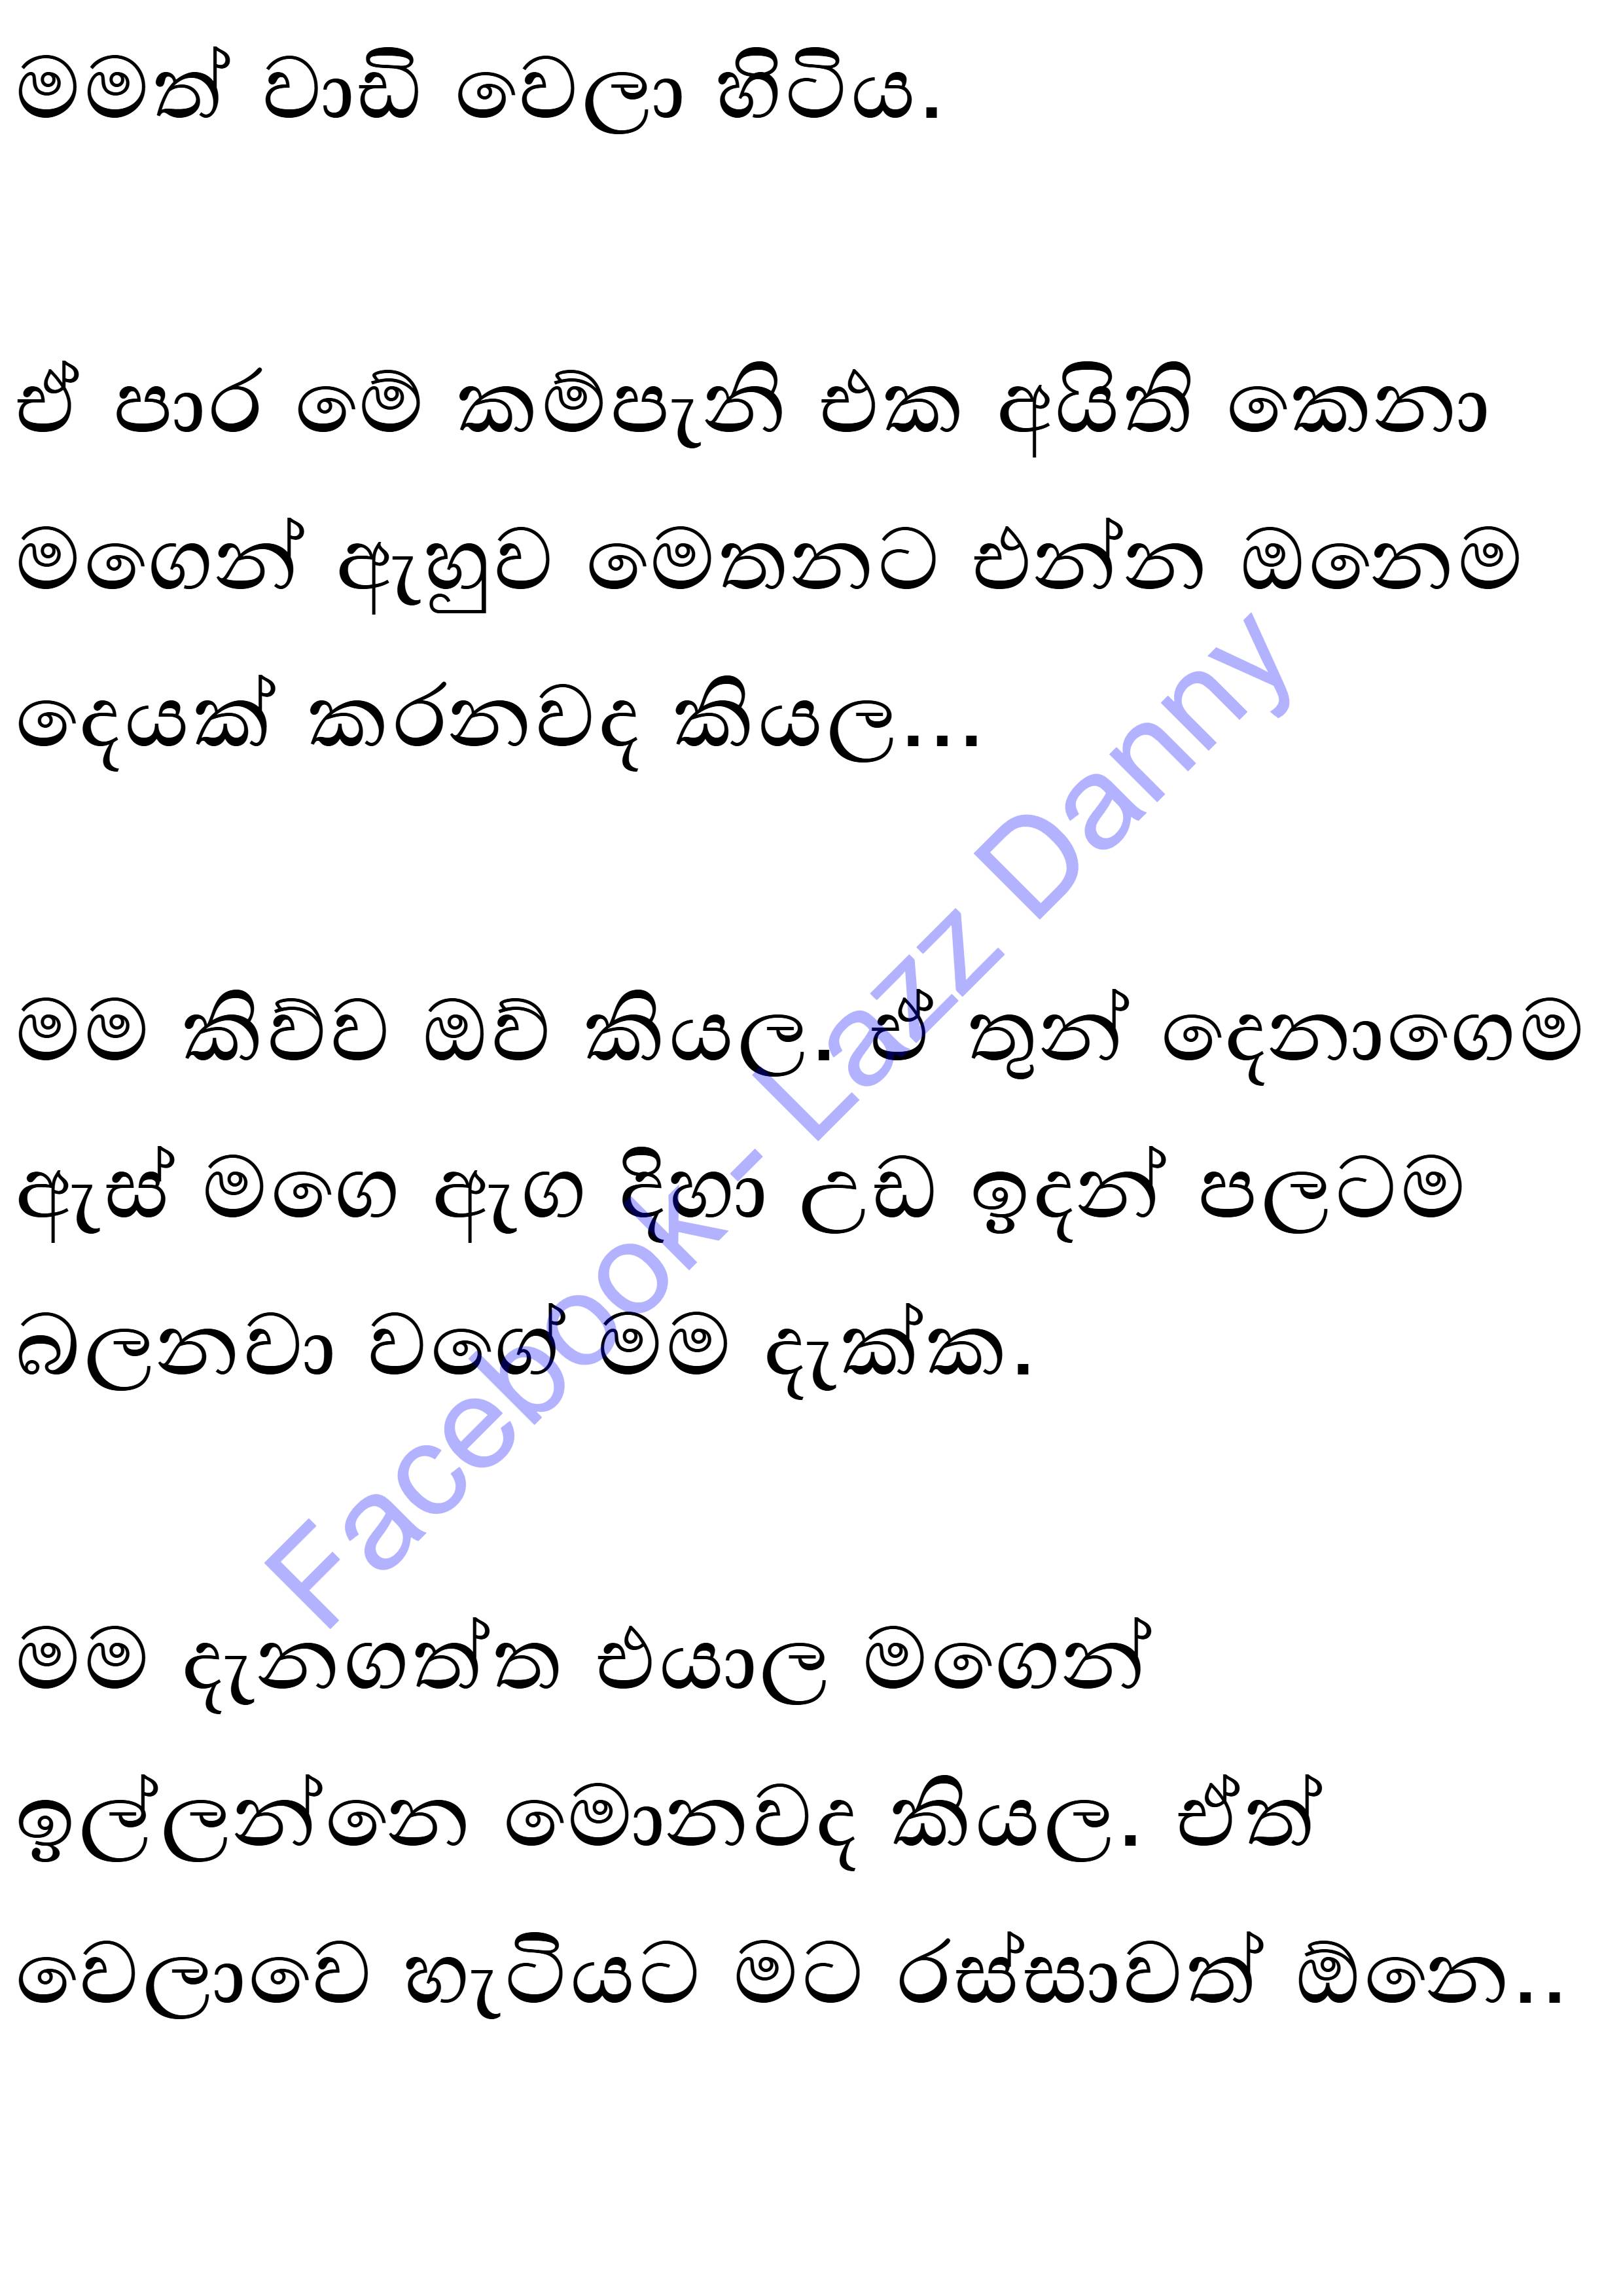 මමත් වාඩි වෙලා හිටිය.
ඒ පාර මේ කම්පැනි එක අයිති කෙනා
මගෙන් ඇහුව මෙතනට එන්න ඔනෙම
දෙයක් කරනවද කියල...
මම කිව්ව ඔව් කියල. ඒ තුන් දෙනාගෙම
ඇස් මගෙ ඇග දිහා උඩ ඉදන් පලටම
බලනවා වගේ මම දැක්ක.
මම දැනගත්ත එයාල මගෙන්
ඉල්ලන්නෙ මොනවද කියල. ඒත්
වෙලාවෙ හැටියට මට රස්සාවත් ඕනෙ..
Facebook- Lazz Danny